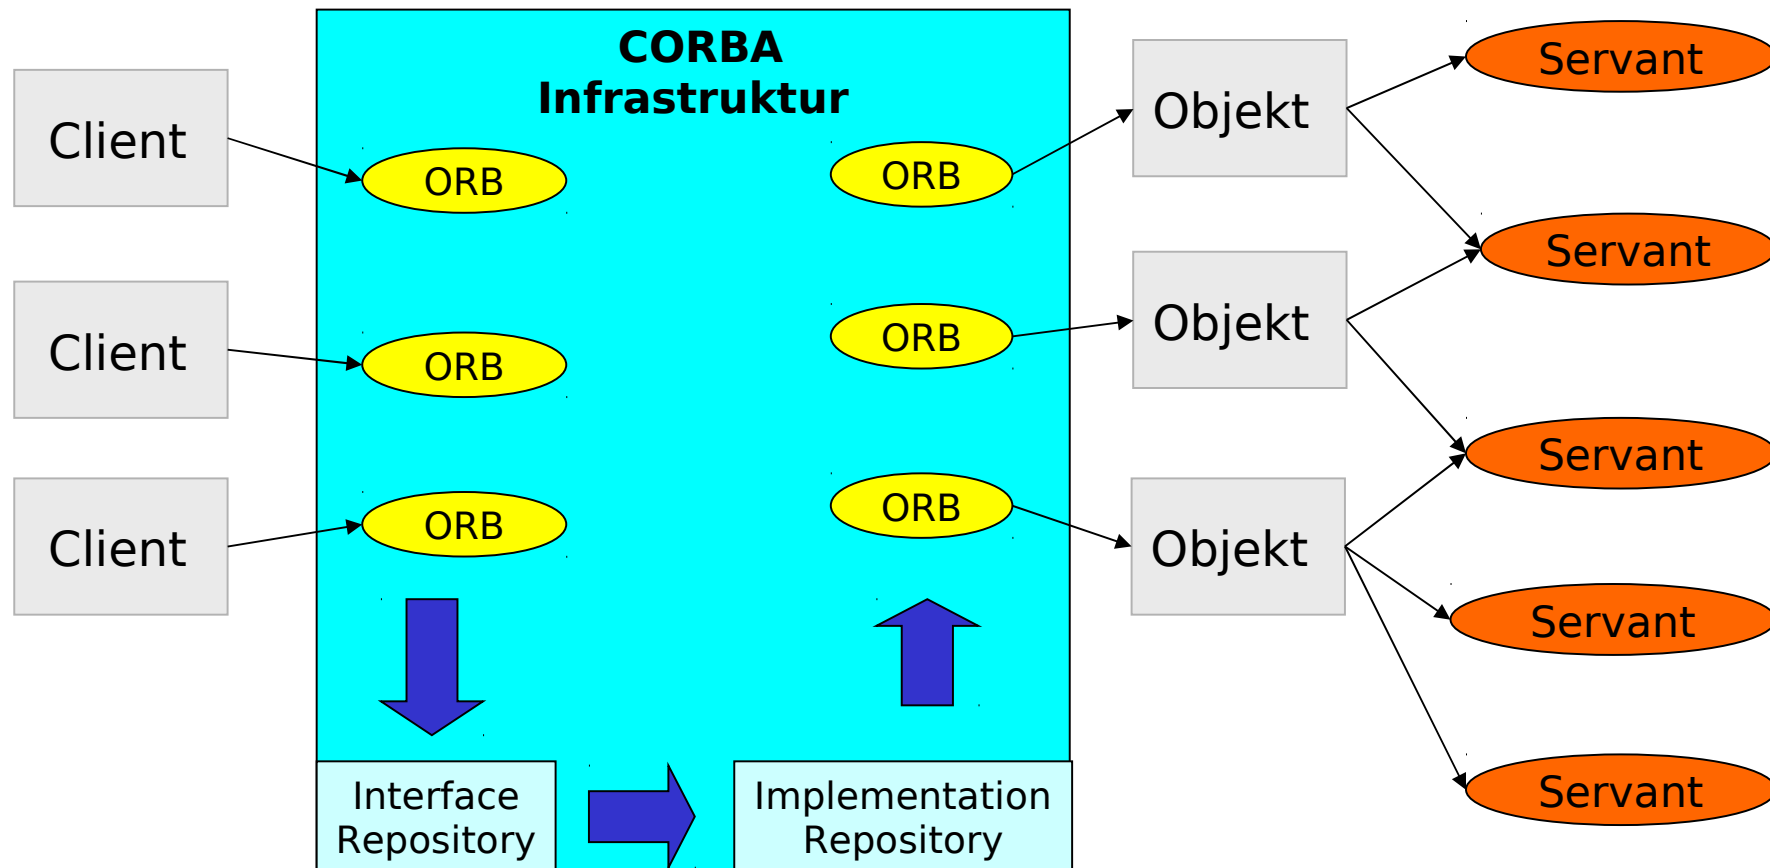 CORBA
Infrastruktur
Client
ORB
ORB
Objekt
Servant
Servant
Client
ORB
ORB
Objekt
Servant
Client
ORB
ORB
Objekt
Servant
Servant
Interface
Repository
Implementation
Repository